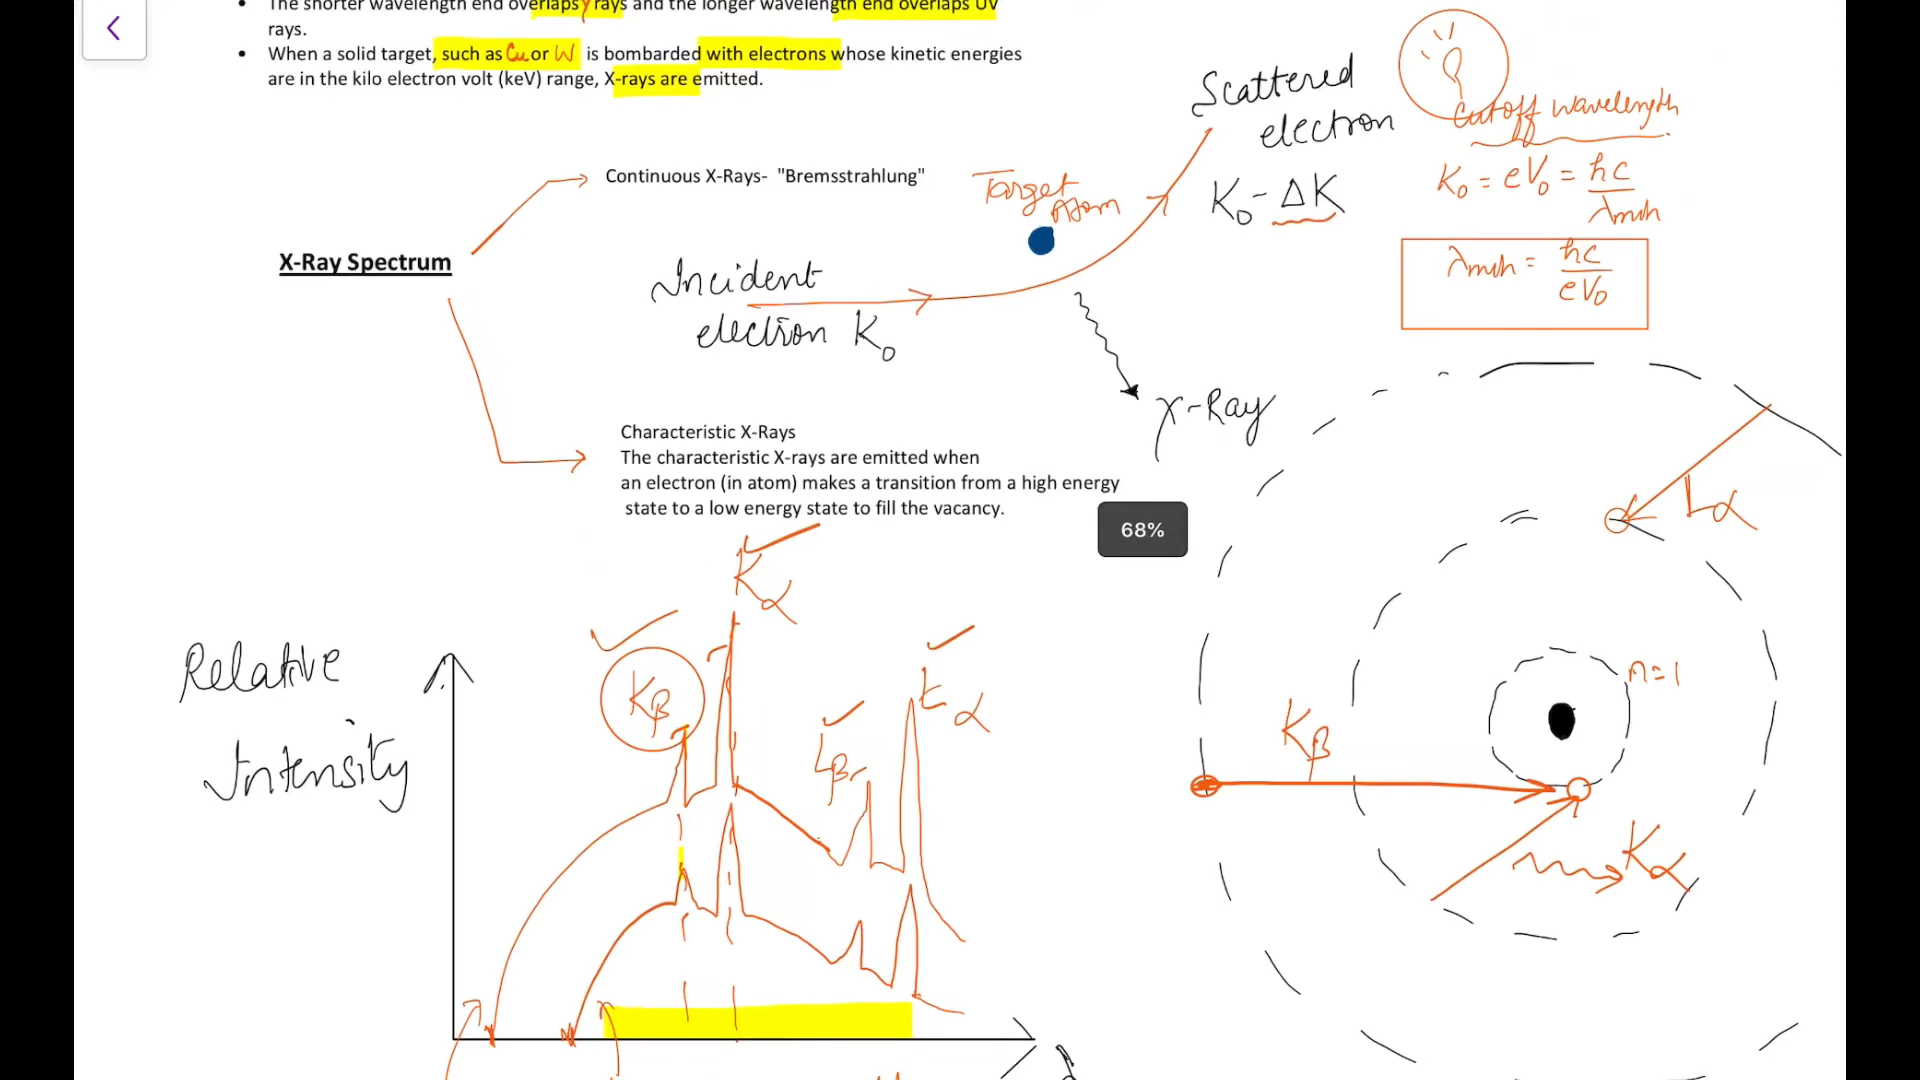 The shorter wavelength end overlaps γ rays and the longer wavelength end overlaps UV
rays.
When a solid target, such as Cu or W is bombarded with electrons whose kinetic energies
are in the kilo electron volt (keV) range, X-rays are emitted.
Scattered
electron
K₀ - ΔK
Cutoff wavelength
K₀ = eV₀ = hc
λmin
λmin = hc
eV₀
Continuous X-Rays- "Bremsstrahlung"
Target
Atom
X-Ray Spectrum
Incident
electron K₀
X-Ray
Characteristic X-Rays
The characteristic X-rays are emitted when
an electron (in atom) makes a transition from a high energy
state to a low energy state to fill the vacancy.
68%
Lα
Kα
Relative
Intensity
Kβ
Lβ
Lα
n=1
Kβ
Kα